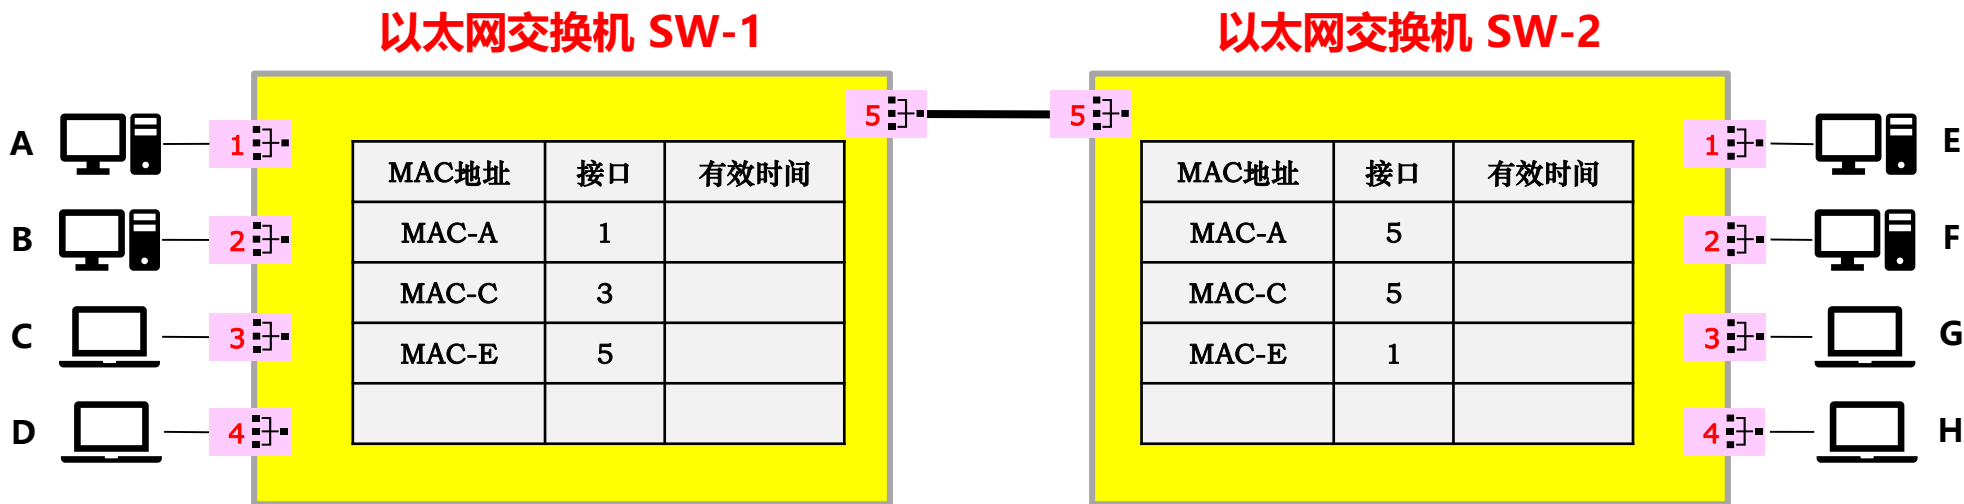 以太网交换机 SW-1
以太网交换机 SW-2
A
B
C
D
1
2
3
4
5
MAC地址 接口 有效时间
MAC-A 1
MAC-C 3
MAC-E 5
5
MAC地址 接口 有效时间
MAC-A 5
MAC-C 5
MAC-E 1
1
2
3
4
E
F
G
H